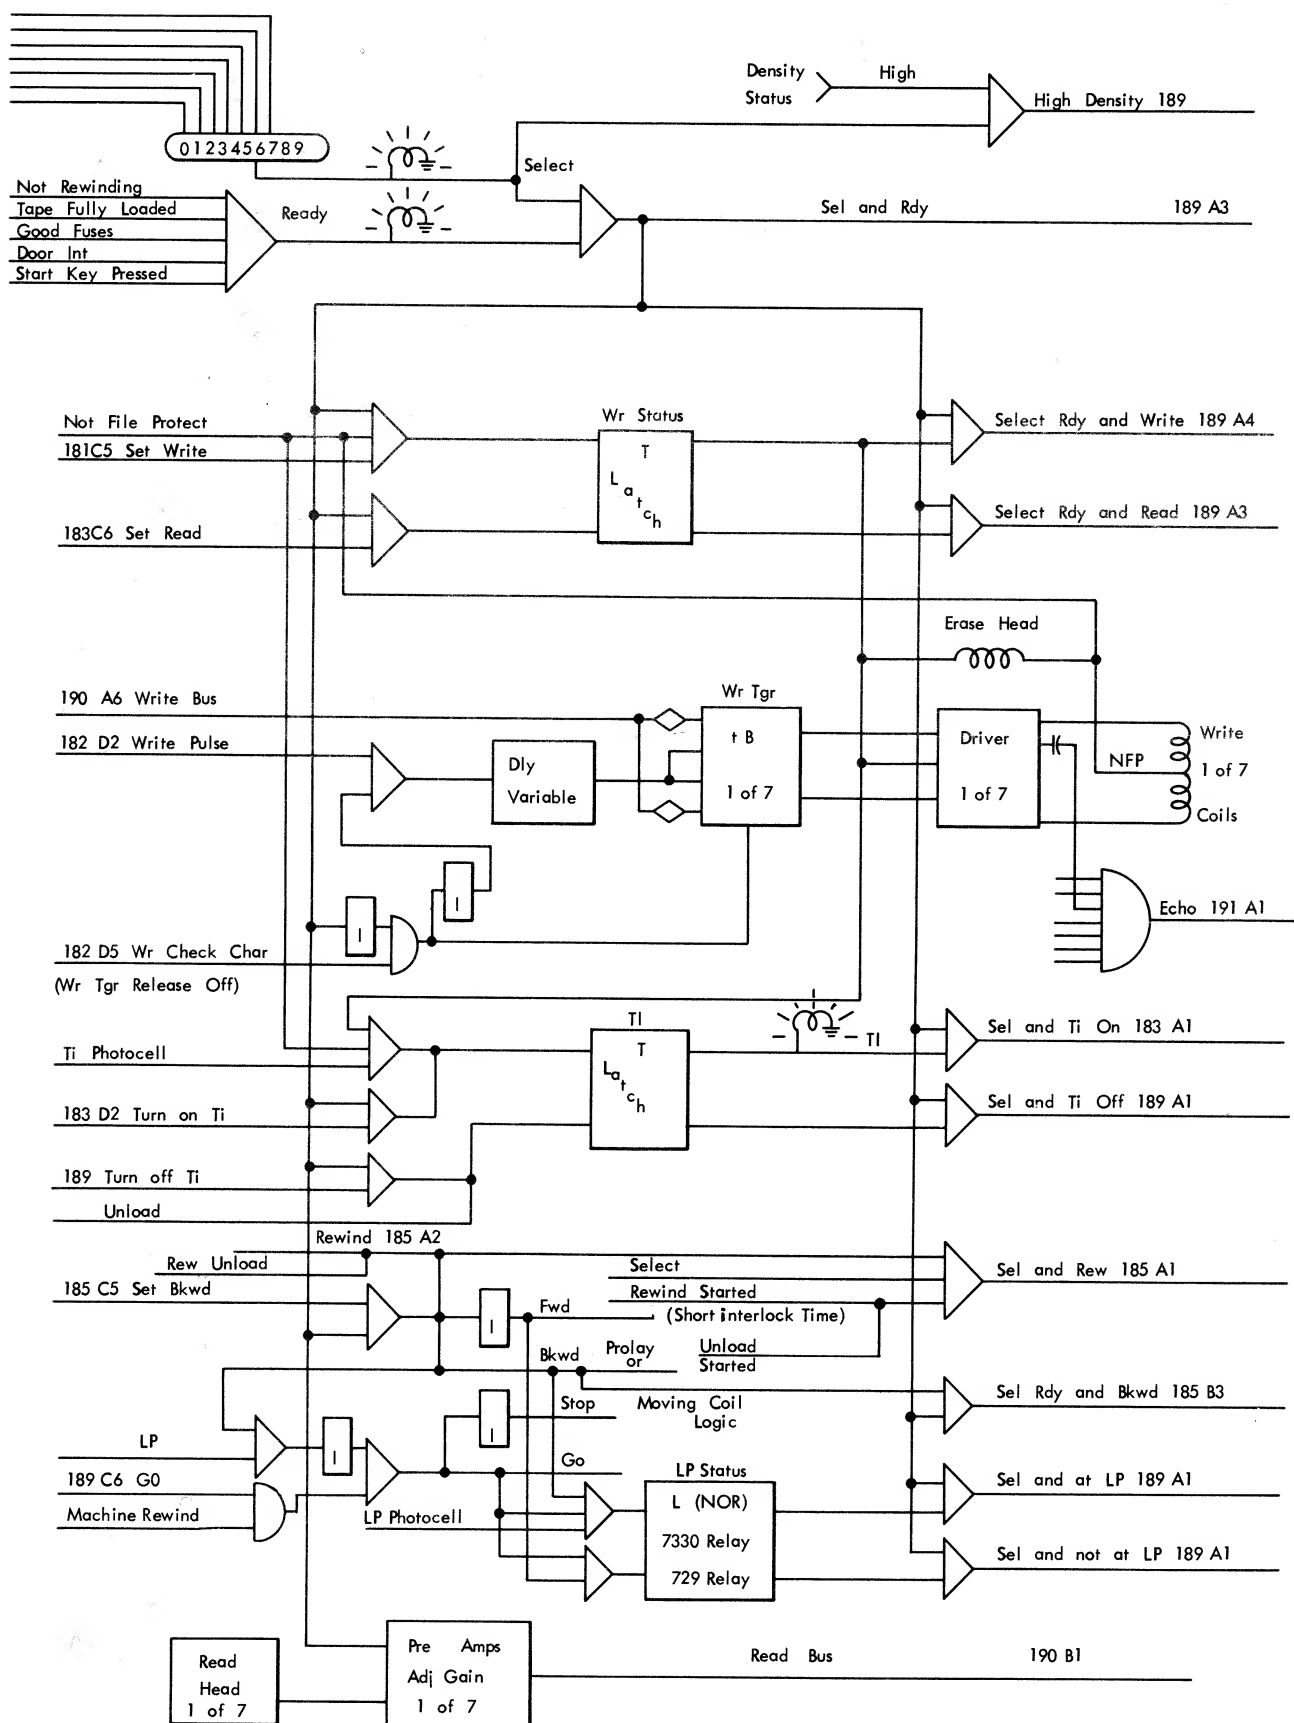 Density
Status
High
High Density 189
0123456789
Select
Not Rewinding
Tape Fully Loaded
Good Fuses
Door Int
Start Key Pressed
Ready
Sel and Rdy 189 A3
Not File Protect
181C5 Set Write
183C6 Set Read
Wr Status
T
Latch
Select Rdy and Write 189 A4
Select Rdy and Read 189 A3
Erase Head
190 A6 Write Bus
182 D2 Write Pulse
Dly
Variable
Wr Tgr
t B
1 of 7
Driver
1 of 7
NFP
Write
1 of 7
Coils
I
I
182 D5 Wr Check Char
(Wr Tgr Release Off)
Echo 191 A1
Ti Photocell
183 D2 Turn on Ti
189 Turn off Ti
Unload
TI
T
Latch
TI
Sel and Ti On 183 A1
Sel and Ti Off 189 A1
Rewind 185 A2
Rew Unload
185 C5 Set Bkwd
I
Fwd
Select
Rewind Started
(Short interlock Time)
Unload
Started
Sel and Rew 185 A1
Bkwd
Prolay
or
Moving Coil
Logic
I
Stop
Sel Rdy and Bkwd 185 B3
LP
I
189 C6 GO
Machine Rewind
Go
LP Photocell
LP Status
L (NOR)
7330 Relay
729 Relay
Sel and at LP 189 A1
Sel and not at LP 189 A1
Read
Head
1 of 7
Pre Amps
Adj Gain
1 of 7
Read Bus 190 B1